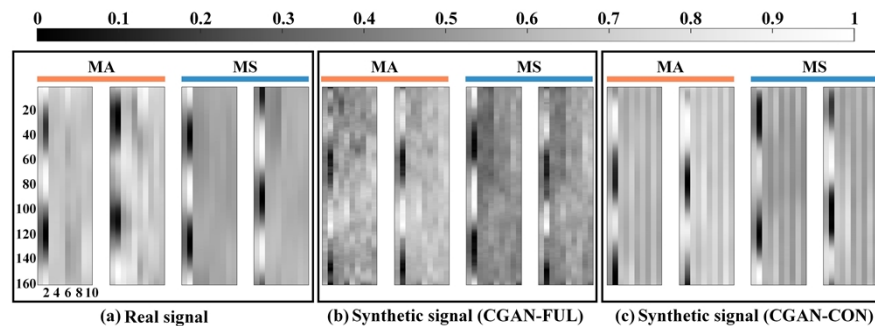 0 0.1 0.2 0.3 0.4 0.5 0.6 0.7 0.8 0.9 1
MA MS MA MS MA MS
20
40
60
80
100
120
140
160
2 4 6 8 10
(a) Real signal (b) Synthetic signal (CGAN-FUL) (c) Synthetic signal (CGAN-CON)